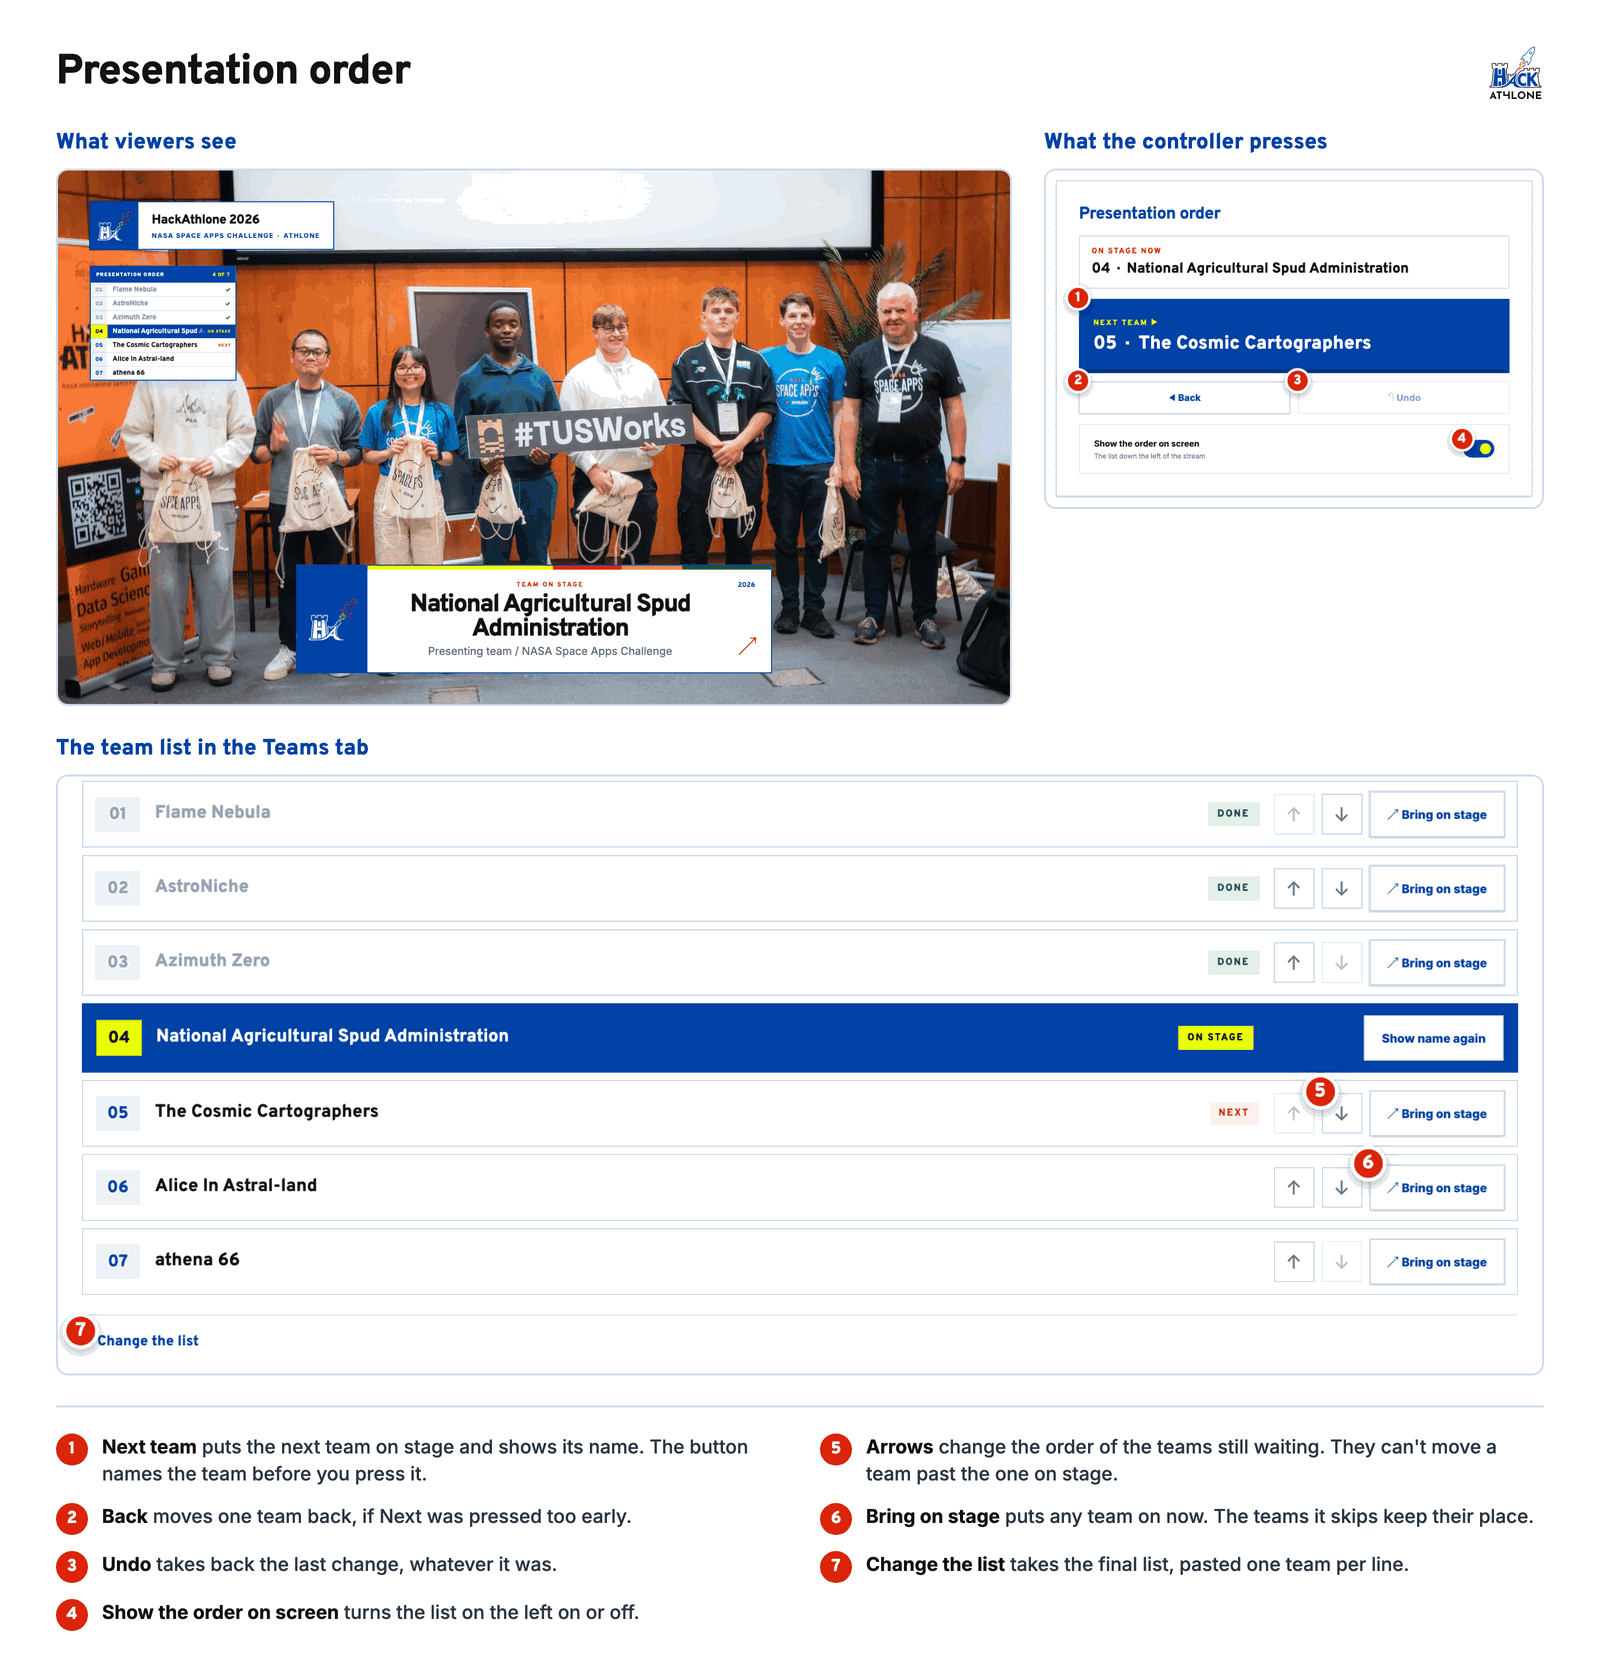 Presentation order
HACK
ATHLONE
What viewers see
What the controller presses
HackAthlone 2026
NASA SPACE APPS CHALLENGE · ATHLONE
PRESENTATION ORDER 4 OF 7
01 Flame Nebula ✓
02 AstroNiche ✓
03 Azimuth Zero ✓
04 National Agricultural Spud A. ON STAGE
05 The Cosmic Cartographers NEXT
06 Alice In Astral-land
07 athena 66
#TUSWorks
SPACE APPS
SPACE APPS
SPACE APPS
Hardware
Data Science
Storytelling
Web/Mobile
App Development
TEAM ON STAGE
2026
National Agricultural Spud
Administration
Presenting team / NASA Space Apps Challenge
Presentation order
ON STAGE NOW
04 · National Agricultural Spud Administration
1
NEXT TEAM ▶
05 · The Cosmic Cartographers
2
3
◀ Back
Undo
4
Show the order on screen
The list down the left of the stream
The team list in the Teams tab
01 Flame Nebula DONE ↑ ↓ ↗ Bring on stage
02 AstroNiche DONE ↑ ↓ ↗ Bring on stage
03 Azimuth Zero DONE ↑ ↓ ↗ Bring on stage
04 National Agricultural Spud Administration ON STAGE Show name again
5
05 The Cosmic Cartographers NEXT ↑ ↓ ↗ Bring on stage
6
06 Alice In Astral-land ↑ ↓ ↗ Bring on stage
07 athena 66 ↑ ↓ ↗ Bring on stage
7 Change the list
1 Next team puts the next team on stage and shows its name. The button
names the team before you press it.
2 Back moves one team back, if Next was pressed too early.
3 Undo takes back the last change, whatever it was.
4 Show the order on screen turns the list on the left on or off.
5 Arrows change the order of the teams still waiting. They can't move a
team past the one on stage.
6 Bring on stage puts any team on now. The teams it skips keep their place.
7 Change the list takes the final list, pasted one team per line.